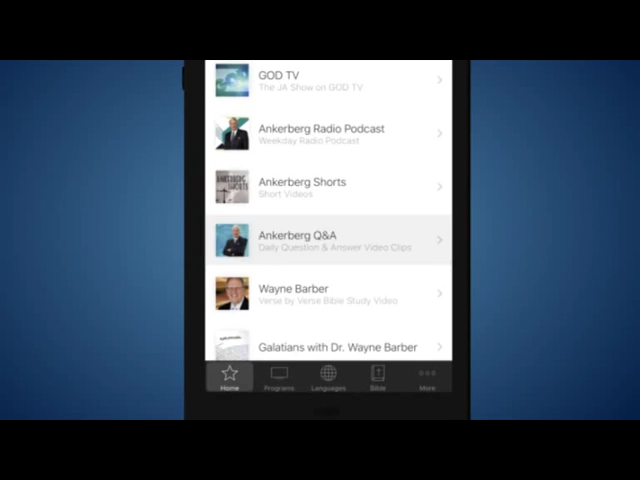 GOD TV
The JA Show on GOD TV
Ankerberg Radio Podcast
Weekday Radio Podcast
ANKERBERG
SHORTS
Ankerberg Shorts
Short Videos
Ankerberg Q&A
Daily Question & Answer Video Clips
Wayne Barber
Verse by Verse Bible Study Video
Galatians with Dr. Wayne Barber
Home
Programs
Languages
Bible
More